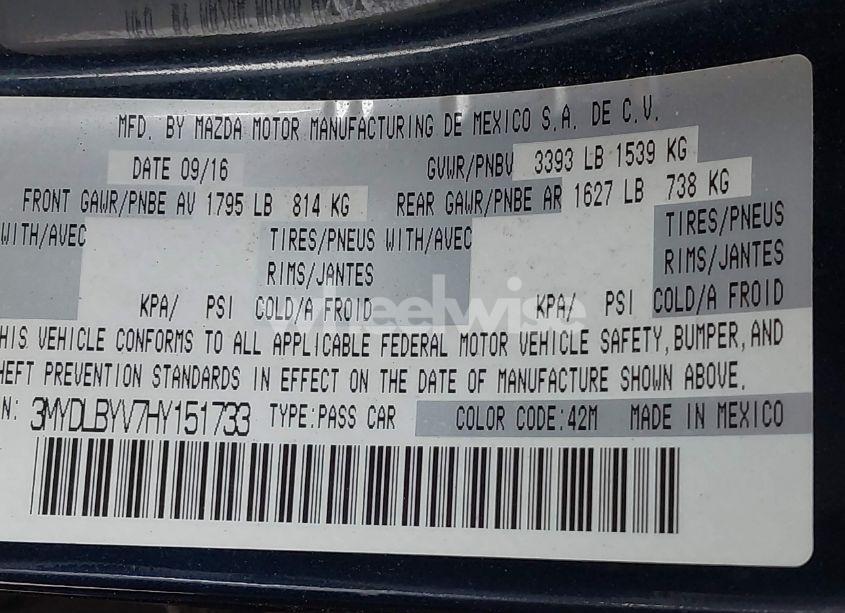 MFD. BY MAZDA MOTOR MANUFACTURING DE MEXICO S.A. DE C.V.
DATE 09/16 GVWR/PNBV 3393 LB 1539 KG
FRONT GAWR/PNBE AV 1795 LB 814 KG REAR GAWR/PNBE AR 1627 LB 738 KG
WITH/AVEC TIRES/PNEUS WITH/AVEC TIRES/PNEUS
RIMS/JANTES RIMS/JANTES
KPA/ PSI COLD/A FROID KPA/ PSI COLD/A FROID
wheelwise
HIS VEHICLE CONFORMS TO ALL APPLICABLE FEDERAL MOTOR VEHICLE SAFETY, BUMPER, AND
HEFT PREVENTION STANDARDS IN EFFECT ON THE DATE OF MANUFACTURE SHOWN ABOVE.
N: 3MYDLBYV7HY151733 TYPE:PASS CAR COLOR CODE:42M MADE IN MEXICO